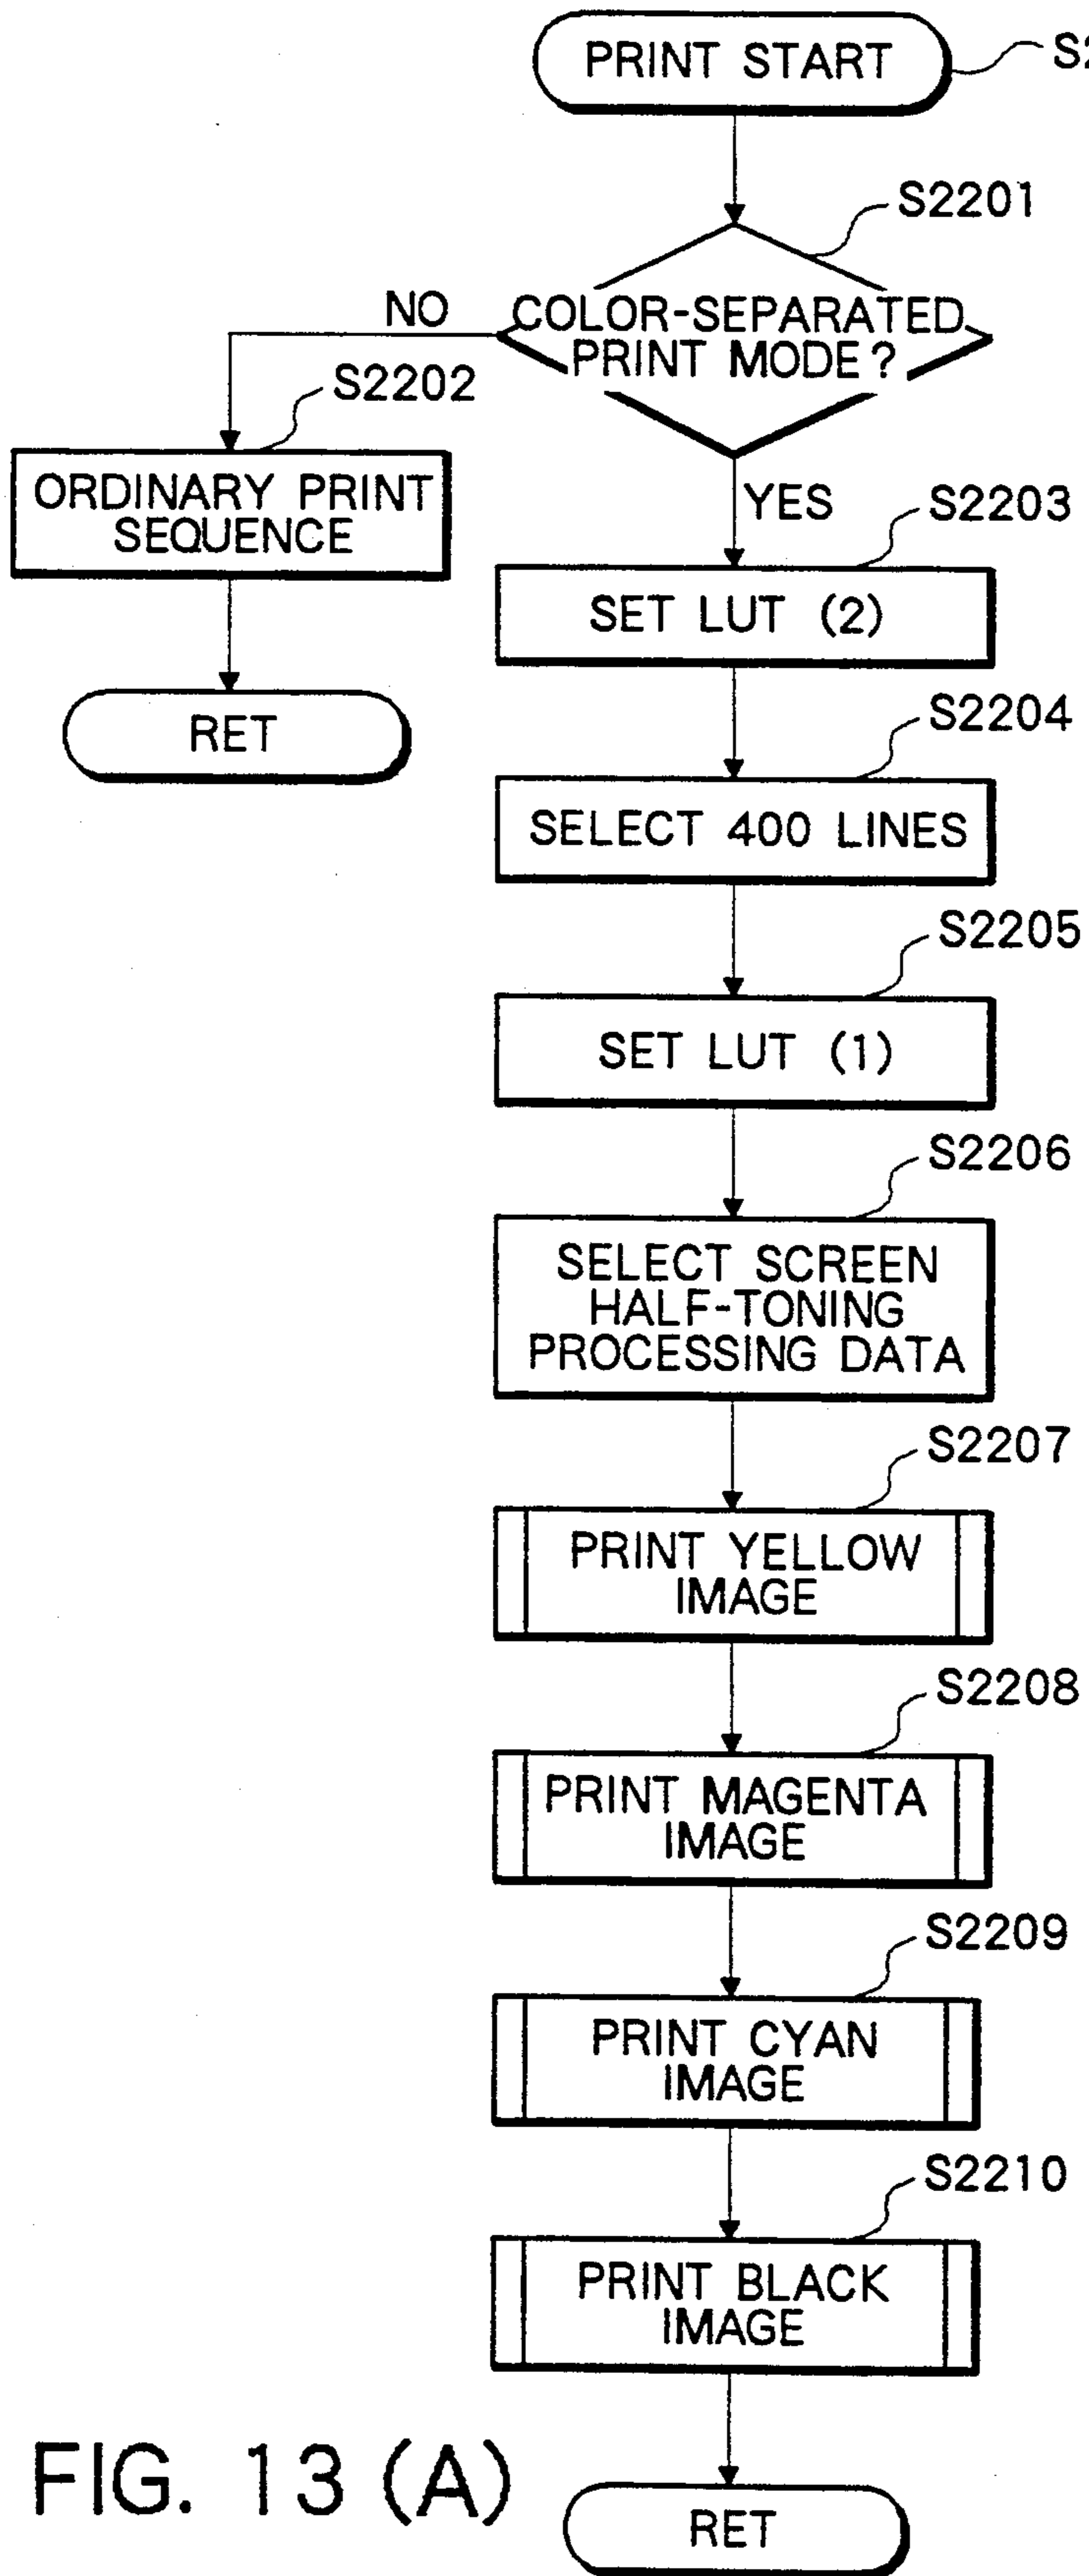 PRINT START
S2
S2201
COLOR-SEPARATED
PRINT MODE?
NO
S2202
ORDINARY PRINT
SEQUENCE
RET
YES
S2203
SET LUT (2)
S2204
SELECT 400 LINES
S2205
SET LUT (1)
S2206
SELECT SCREEN
HALF-TONING
PROCESSING DATA
S2207
PRINT YELLOW
IMAGE
S2208
PRINT MAGENTA
IMAGE
S2209
PRINT CYAN
IMAGE
S2210
PRINT BLACK
IMAGE
RET
FIG. 13 (A)